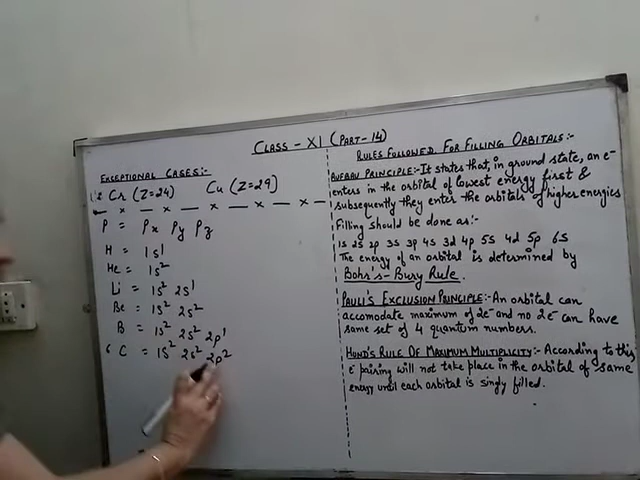 CLASS - XI (PART-14)
EXCEPTIONAL CASES:-
Cr (Z=24) Cu (Z=29)
P = Px Py Pz
H = 1s1
He = 1s2
Li = 1s2 2s1
Be = 1s2 2s2
B = 1s2 2s2 2p1
6 C = 1s2 2s2 2p2
RULES FOLLOWED FOR FILLING ORBITALS:-
AUFBAU PRINCIPLE:- It states that, in ground state, an e-
enters in the orbital of lowest energy first &
subsequently they enter the orbitals of higher energies
Filling should be done as:-
1s 2s 2p 3s 3p 4s 3d 4p 5s 4d 5p 6s
The energy of an orbital is determined by
Bohr's-Bury Rule.
PAULI'S EXCLUSION PRINCIPLE:- An orbital can
accomodate maximum of 2e- and no 2e- can have
same set of 4 quantum numbers.
HUND'S RULE OF MAXIMUM MULTIPLICITY:- According to this
e- pairing will not take place in the orbital of same
energy until each orbital is singly filled.